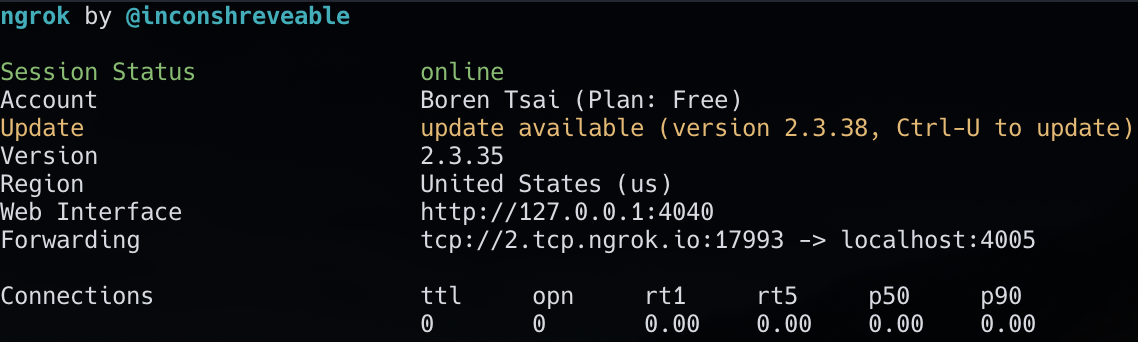 ngrok by @inconshreveable
Session Status online
Account Boren Tsai (Plan: Free)
Update update available (version 2.3.38, Ctrl-U to update)
Version 2.3.35
Region United States (us)
Web Interface http://127.0.0.1:4040
Forwarding tcp://2.tcp.ngrok.io:17993 -> localhost:4005
Connections ttl opn rt1 rt5 p50 p90
0 0 0.00 0.00 0.00 0.00